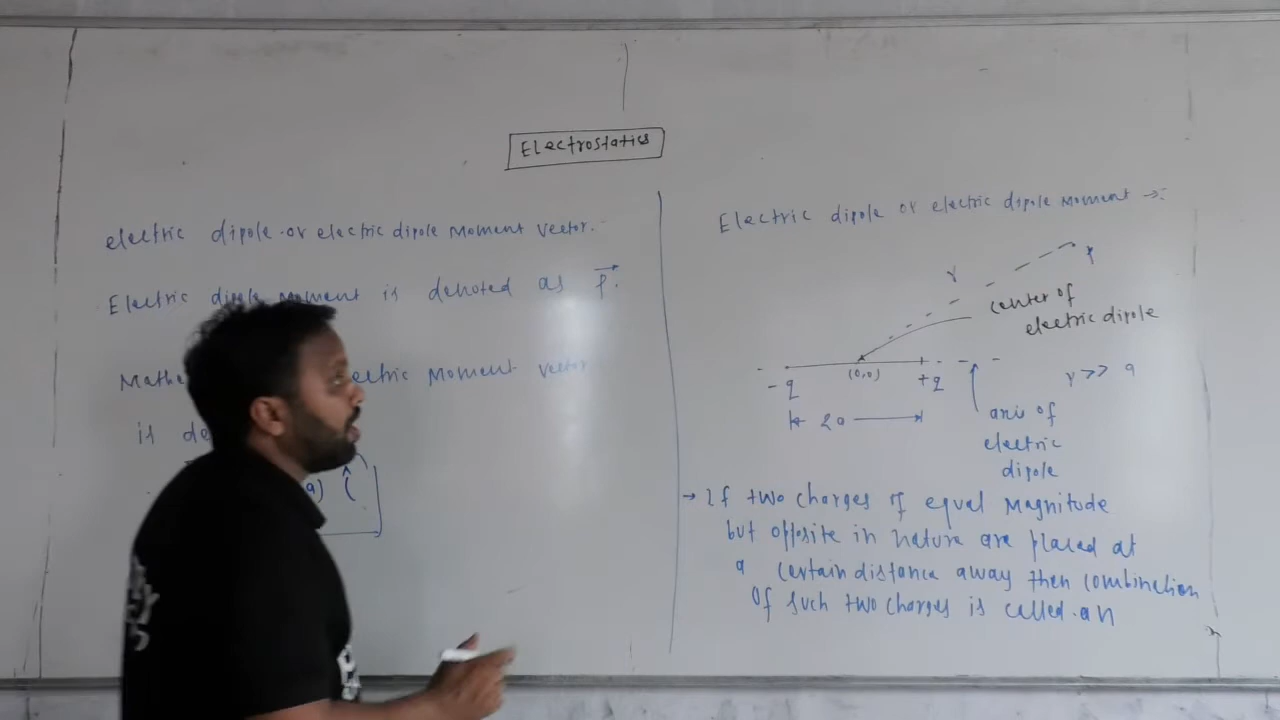 Electrostatics
Electric dipole or electric dipole Moment →:
r
P
center of
electric dipole
(0,0)
- q
+ q
r >> a
2a
axis of
electric
dipole
→ If two charges of equal Magnitude
but opposite in nature are placed at
a certain distance away then combination
Of such two charges is called an
electric dipole or electric dipole Moment vector.
Electric dipole Moment is denoted as P.
Moment vector
is
a) (